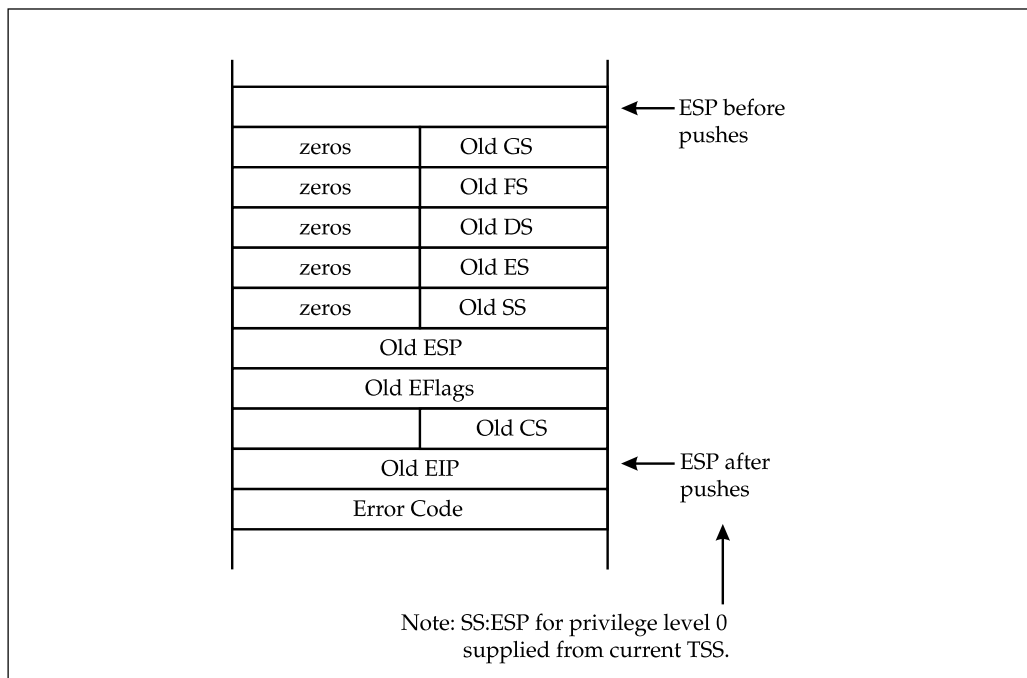 ESP before
pushes
zeros Old GS
zeros Old FS
zeros Old DS
zeros Old ES
zeros Old SS
Old ESP
Old EFlags
Old CS
Old EIP
ESP after
pushes
Error Code
Note: SS:ESP for privilege level 0
supplied from current TSS.